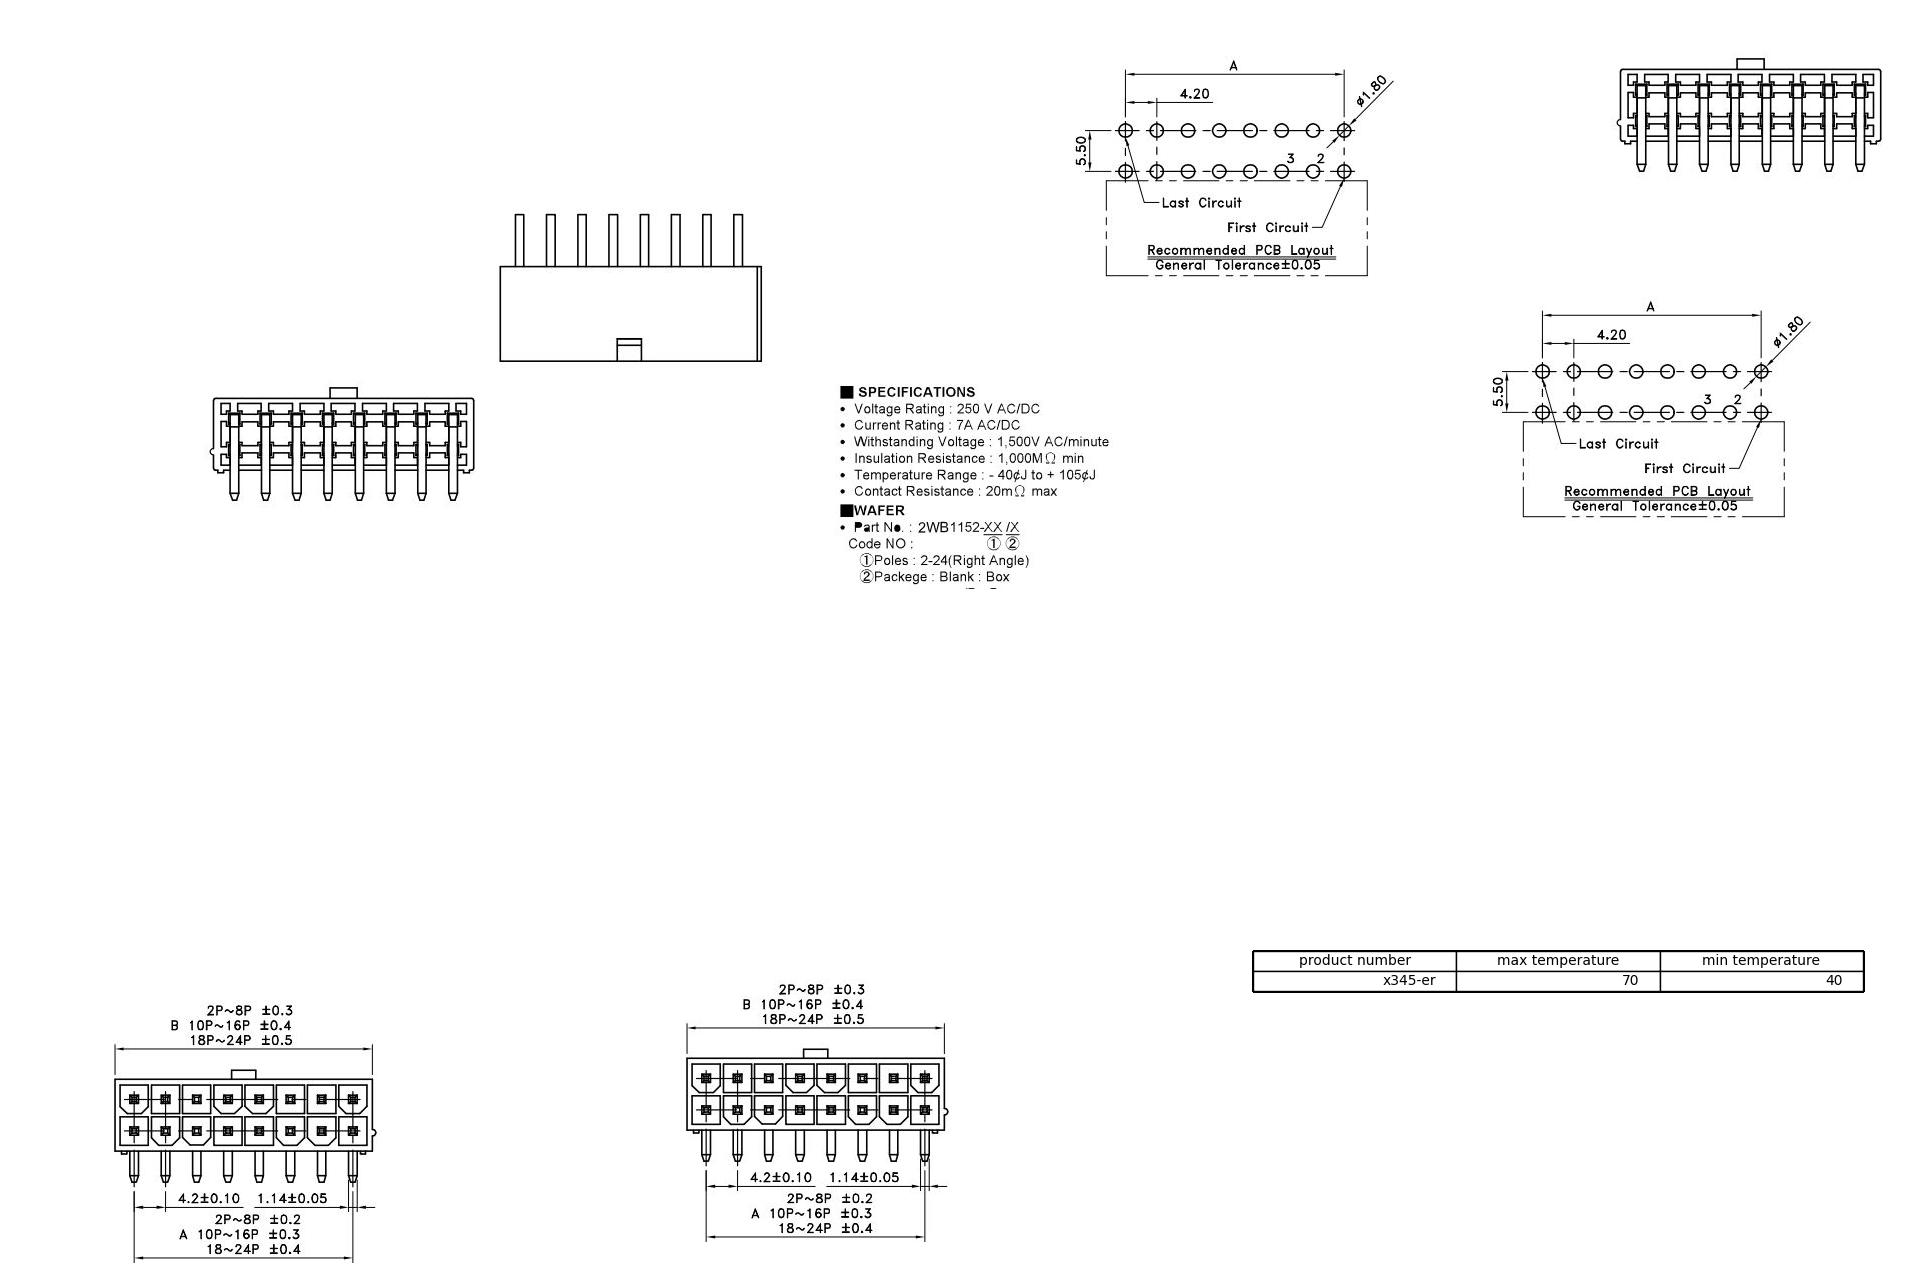 A
4.20
ø1.80
5.50
3 2
Last Circuit
First Circuit
Recommended PCB Layout
General Tolerance±0.05
A
4.20
ø1.80
5.50
3 2
Last Circuit
First Circuit
Recommended PCB Layout
General Tolerance±0.05
■ SPECIFICATIONS
• Voltage Rating : 250 V AC/DC
• Current Rating : 7A AC/DC
• Withstanding Voltage : 1,500V AC/minute
• Insulation Resistance : 1,000MΩ min
• Temperature Range : - 40¢J to + 105¢J
• Contact Resistance : 20mΩ max
■WAFER
• Part No. : 2WB1152-XX /X
Code NO : ① ②
①Poles : 2-24(Right Angle)
②Packege : Blank : Box
product number max temperature min temperature
x345-er 70 40
2P~8P ±0.3
B 10P~16P ±0.4
18P~24P ±0.5
4.2±0.10 1.14±0.05
2P~8P ±0.2
A 10P~16P ±0.3
18~24P ±0.4
2P~8P ±0.3
B 10P~16P ±0.4
18P~24P ±0.5
4.2±0.10 1.14±0.05
2P~8P ±0.2
A 10P~16P ±0.3
18~24P ±0.4